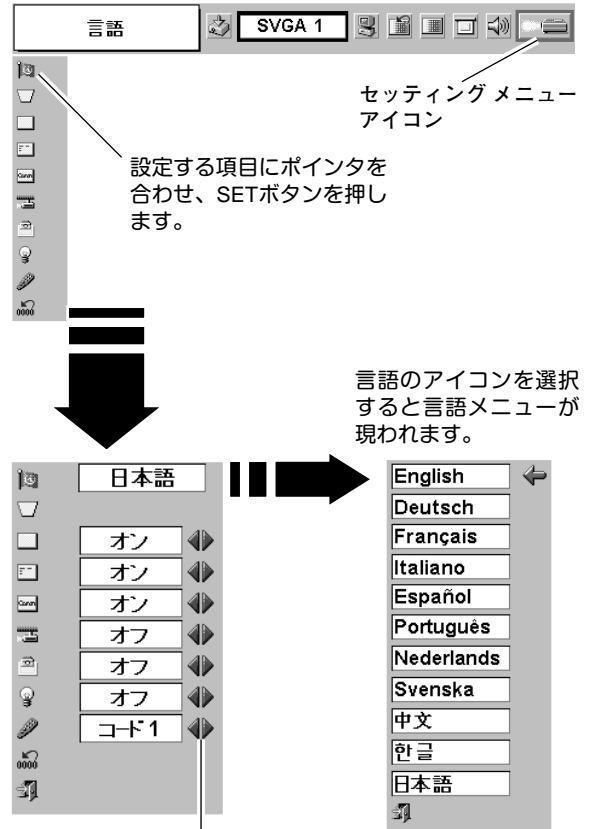 言語
SVGA 1
セッティング メニュー
アイコン
設定する項目にポインタを
合わせ、SETボタンを押し
ます。
Canon
0000
言語のアイコンを選択
すると言語メニューが
現われます。
日本語
オン
オン
Canon
オン
オフ
オフ
オフ
コード 1
0000
English
Deutsch
Français
Italiano
Español
Português
Nederlands
Svenska
中文
한글
日本語